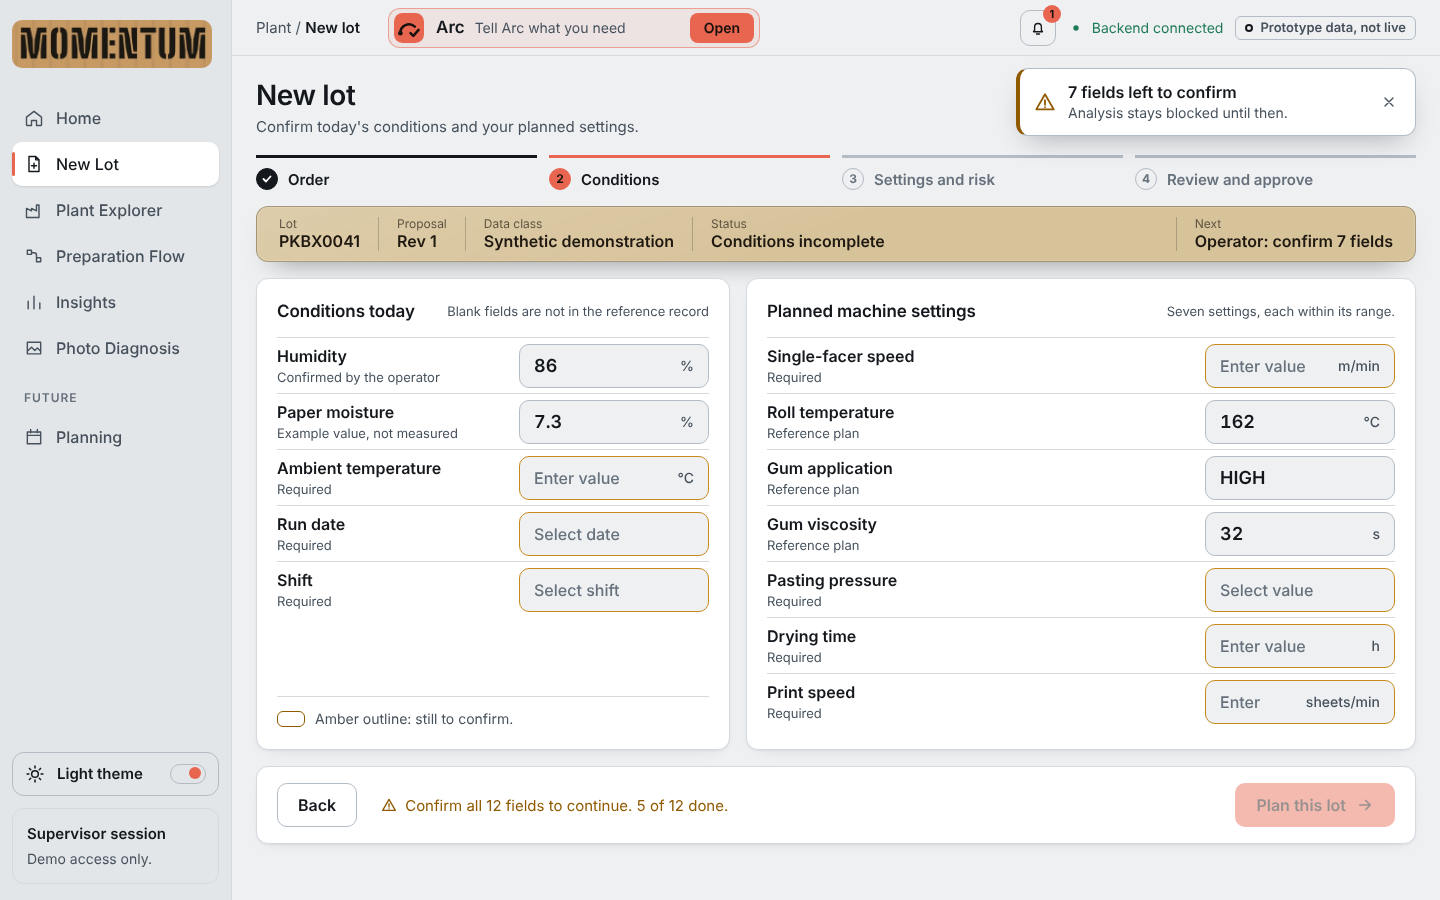 MOMENTUM
Home
New Lot
Plant Explorer
Preparation Flow
Insights
Photo Diagnosis
FUTURE
Planning
Light theme
Supervisor session
Demo access only.
Plant / New lot
Arc Tell Arc what you need Open
1
Backend connected
Prototype data, not live
New lot
Confirm today's conditions and your planned settings.
7 fields left to confirm
Analysis stays blocked until then.
Order
2 Conditions
3 Settings and risk
4 Review and approve
Lot
PKBX0041
Proposal
Rev 1
Data class
Synthetic demonstration
Status
Conditions incomplete
Next
Operator: confirm 7 fields
Conditions today Blank fields are not in the reference record
Humidity
Confirmed by the operator
86 %
Paper moisture
Example value, not measured
7.3 %
Ambient temperature
Required
Enter value °C
Run date
Required
Select date
Shift
Required
Select shift
Amber outline: still to confirm.
Planned machine settings Seven settings, each within its range.
Single-facer speed
Required
Enter value m/min
Roll temperature
Reference plan
162 °C
Gum application
Reference plan
HIGH
Gum viscosity
Reference plan
32 s
Pasting pressure
Required
Select value
Drying time
Required
Enter value h
Print speed
Required
Enter sheets/min
Back
Confirm all 12 fields to continue. 5 of 12 done.
Plan this lot →